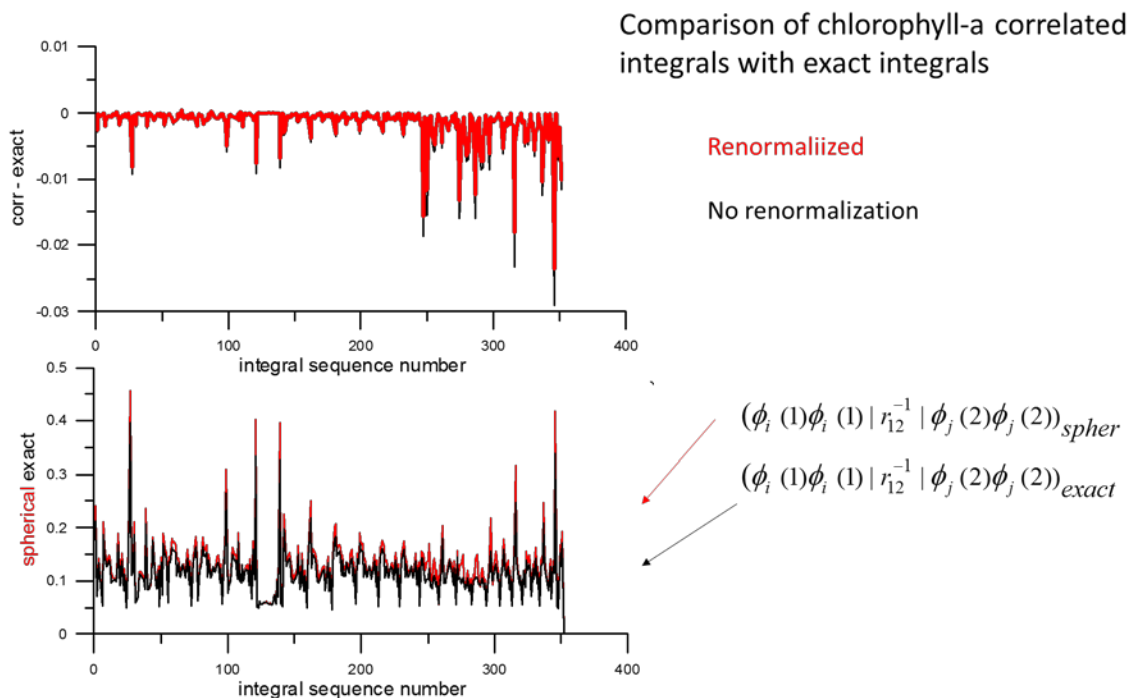 Comparison of chlorophyll-a correlated
integrals with exact integrals
Renormaliized
No renormalization
corr - exact
0.01
0
-0.01
-0.02
-0.03
0 100 200 300 400
integral sequence number
spherical exact
0.5
0.4
0.3
0.2
0.1
0
0 100 200 300 400
integral sequence number
(ϕᵢ (1)ϕᵢ (1) | r₁₂⁻¹ | ϕⱼ (2)ϕⱼ (2))spher
(ϕᵢ (1)ϕᵢ (1) | r₁₂⁻¹ | ϕⱼ (2)ϕⱼ (2))exact